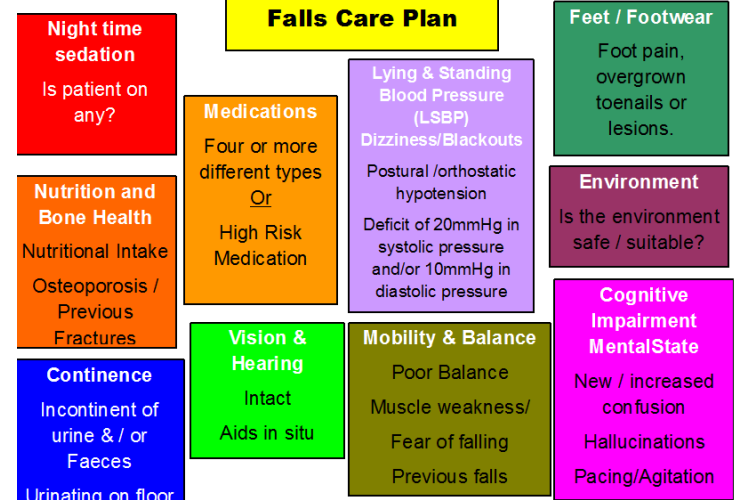 Falls Care Plan
Night time
sedation
Is patient on
any?
Medications
Four or more
different types
Or
High Risk
Medication
Lying & Standing
Blood Pressure
(LSBP)
Dizziness/Blackouts
Postural /orthostatic
hypotension
Deficit of 20mmHg in
systolic pressure
and/or 10mmHg in
diastolic pressure
Feet / Footwear
Foot pain,
overgrown
toenails or
lesions.
Nutrition and
Bone Health
Nutritional Intake
Osteoporosis /
Previous
Fractures
Environment
Is the environment
safe / suitable?
Continence
Incontinent of
urine & / or
Faeces
Urinating on floor
Vision &
Hearing
Intact
Aids in situ
Mobility & Balance
Poor Balance
Muscle weakness/
Fear of falling
Previous falls
Cognitive
Impairment
MentalState
New / increased
confusion
Hallucinations
Pacing/Agitation